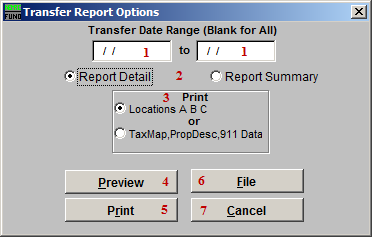 Transfer Report Options
FUND
Transfer Date Range (Blank for All)
/ / 1 to / / 1
Report Detail 2 Report Summary
3 Print
Locations A B C
or
TaxMap,PropDesc,911 Data
Preview 4 6 File
Print 5 7 Cancel